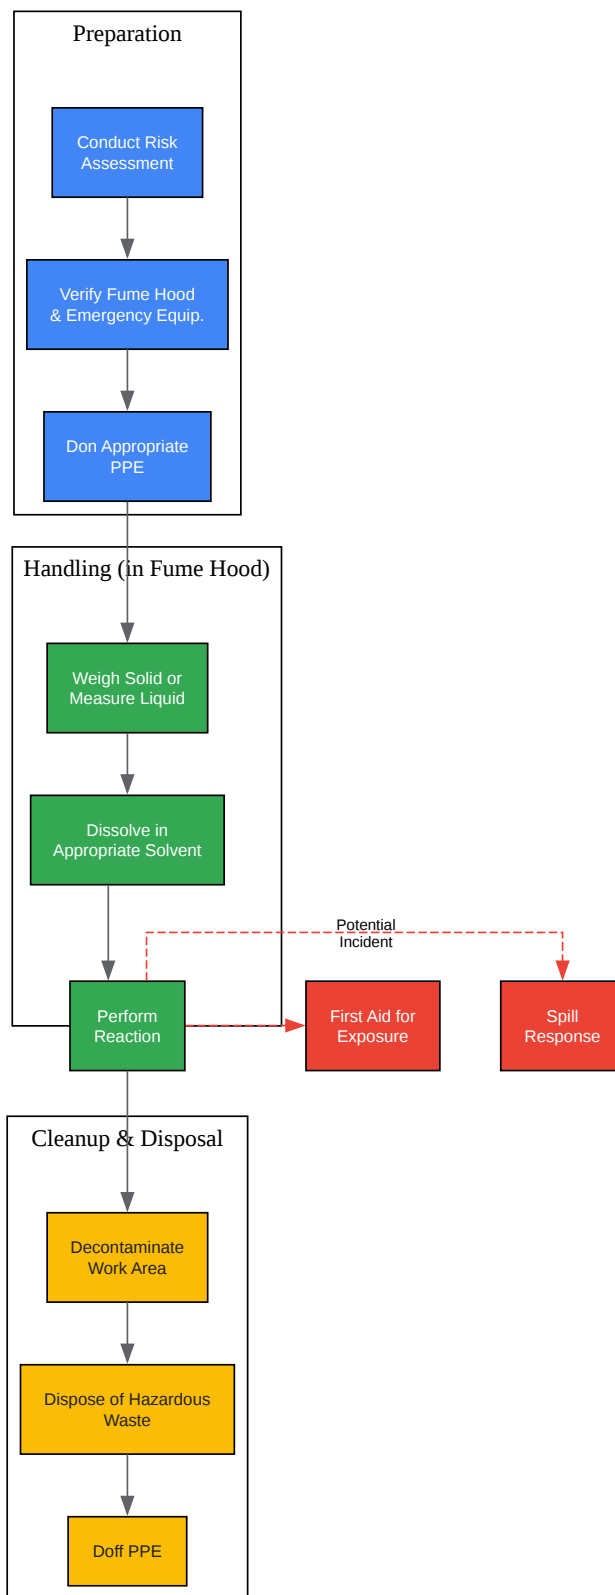 Preparation
Conduct Risk
Assessment
Verify Fume Hood
& Emergency Equip.
Don Appropriate
PPE
Handling (in Fume Hood)
Weigh Solid or
Measure Liquid
Dissolve in
Appropriate Solvent
Potential
Incident
Perform
Reaction
First Aid for
Exposure
Spill
Response
Cleanup & Disposal
Decontaminate
Work Area
Dispose of Hazardous
Waste
Doff PPE